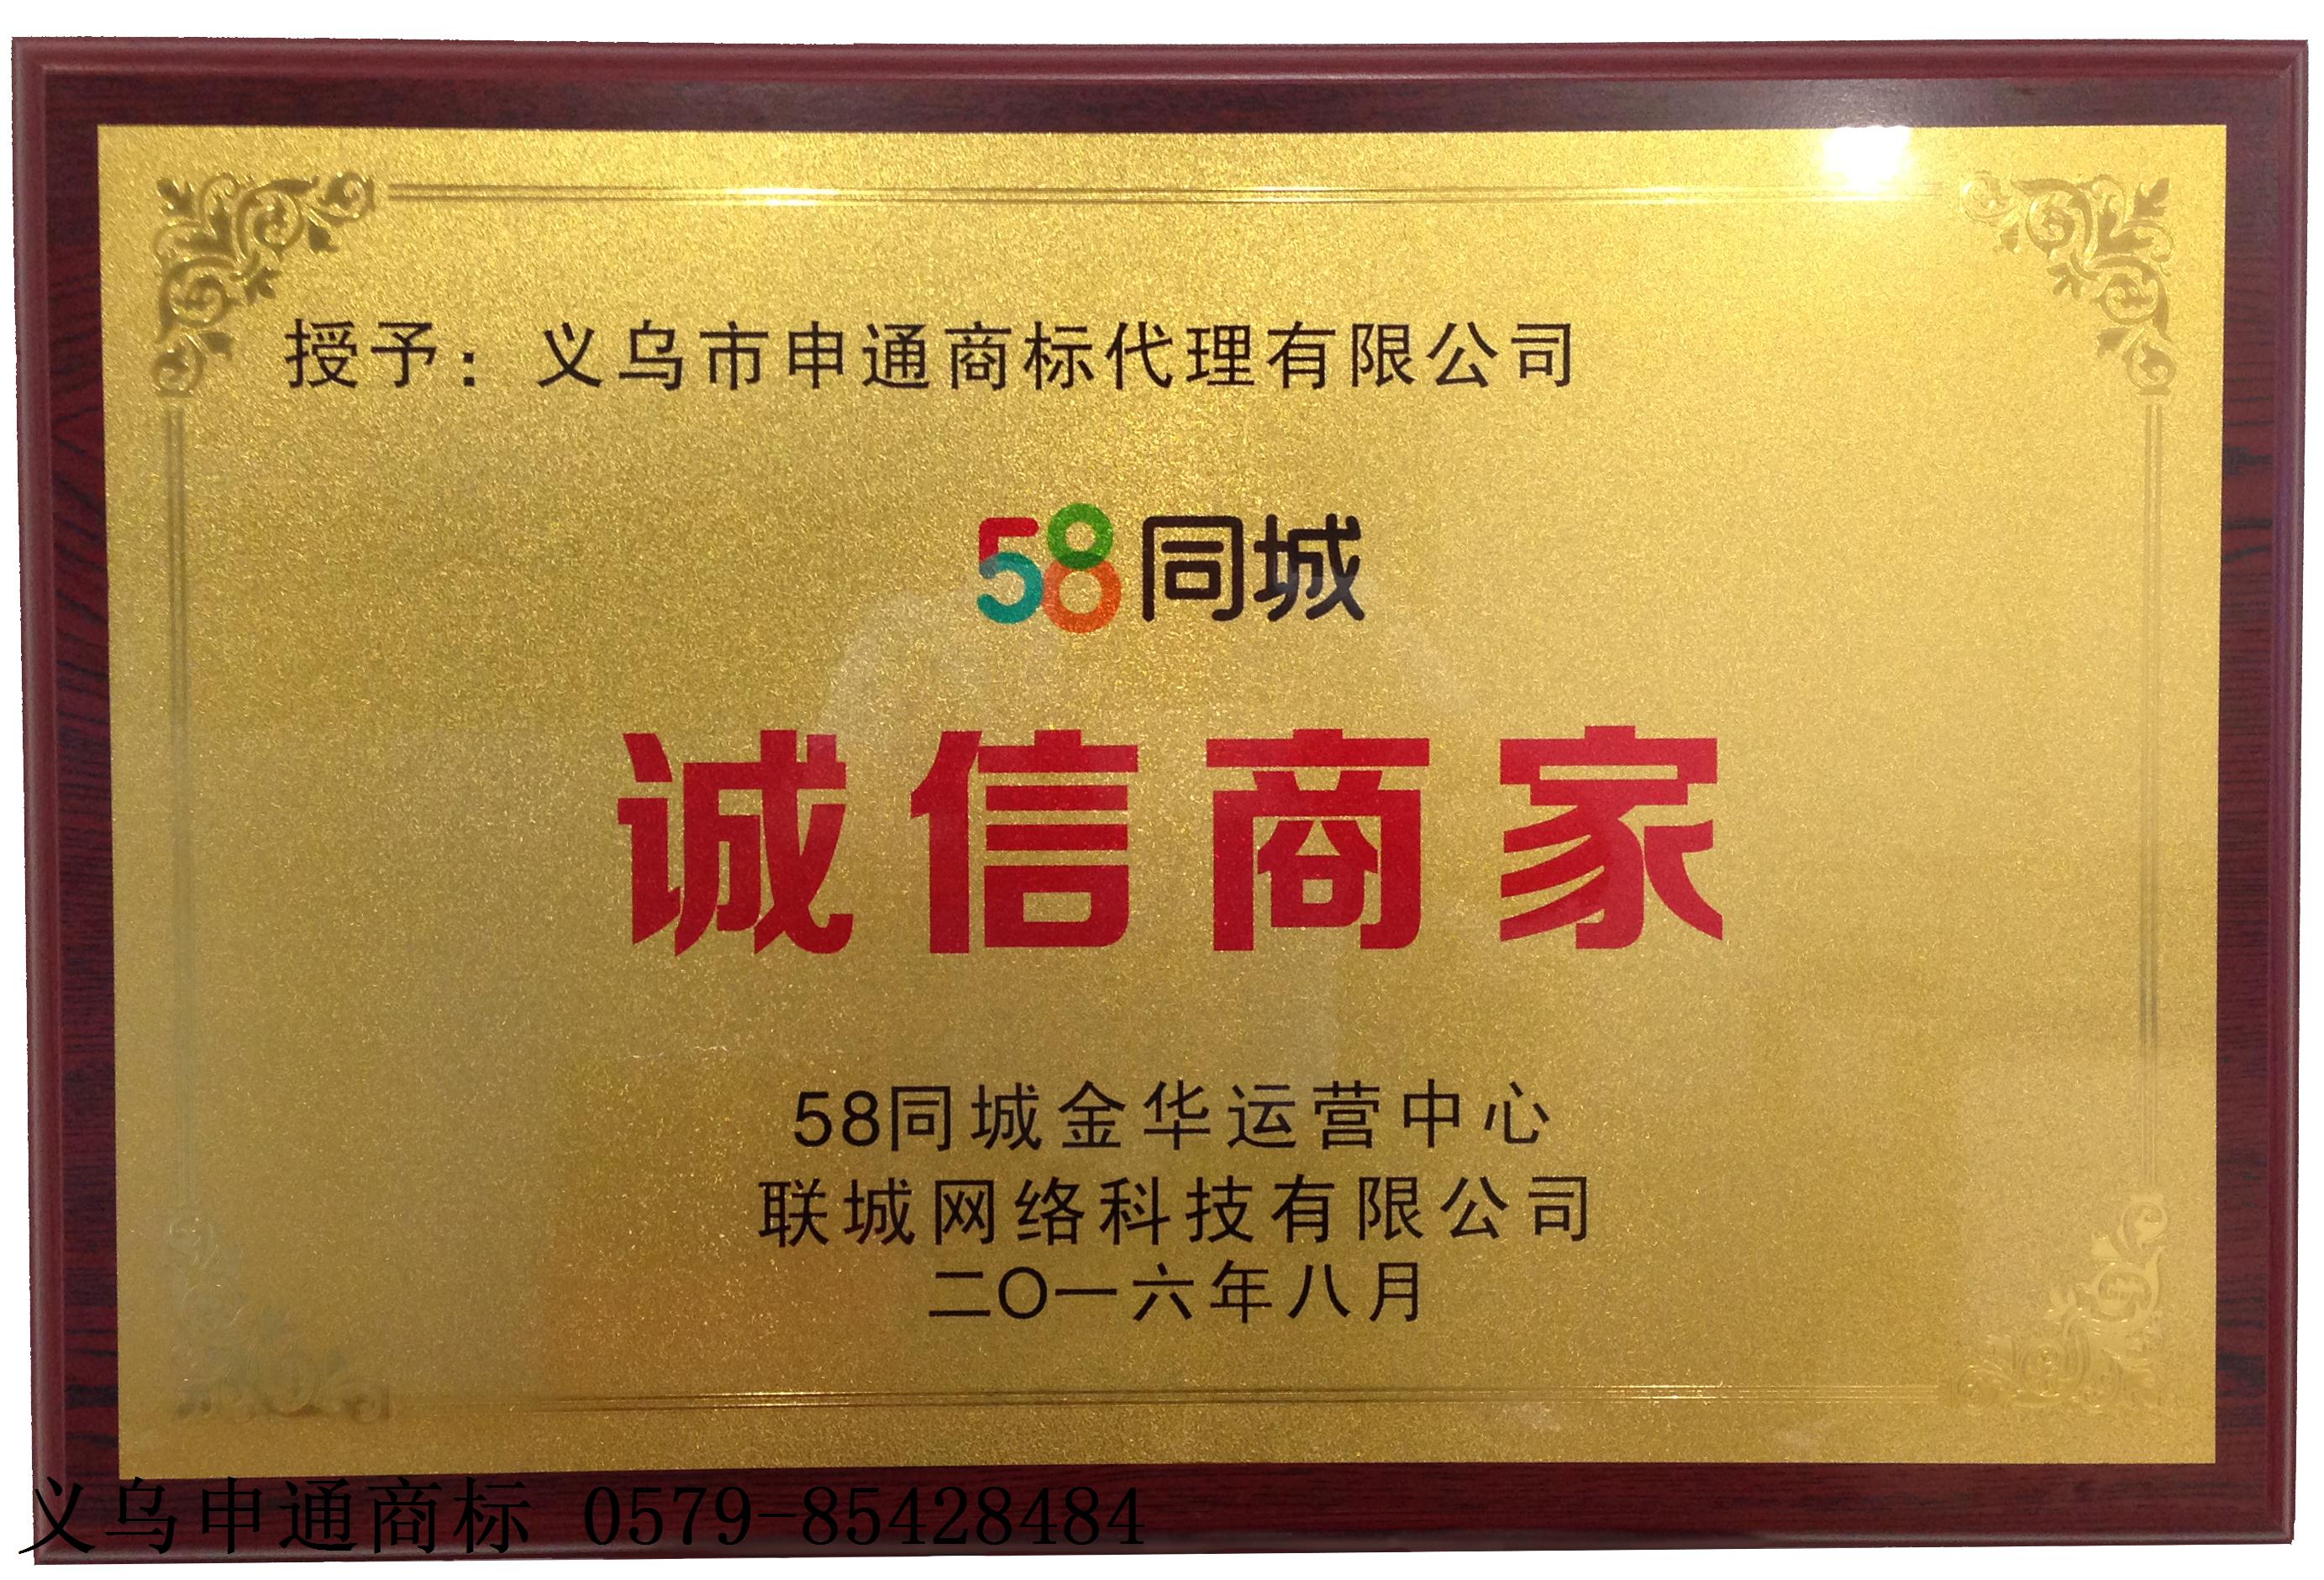 授予：义乌市申通商标代理有限公司
58同城
诚信商家
58同城金华运营中心
联城网络科技有限公司
二〇一六年八月
义乌申通商标 0579-85428484